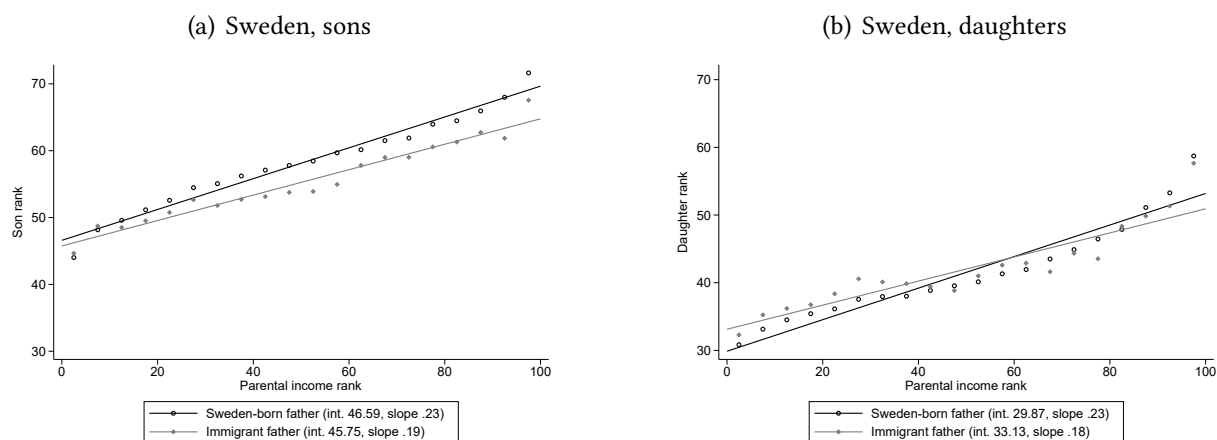 (a) Sweden, sons
70
60
50
40
30
Son rank
0 20 40 60 80 100
Parental income rank
Sweden-born father (int. 46.59, slope .23)
Immigrant father (int. 45.75, slope .19)
(b) Sweden, daughters
70
60
50
40
30
Daughter rank
0 20 40 60 80 100
Parental income rank
Sweden-born father (int. 29.87, slope .23)
Immigrant father (int. 33.13, slope .18)